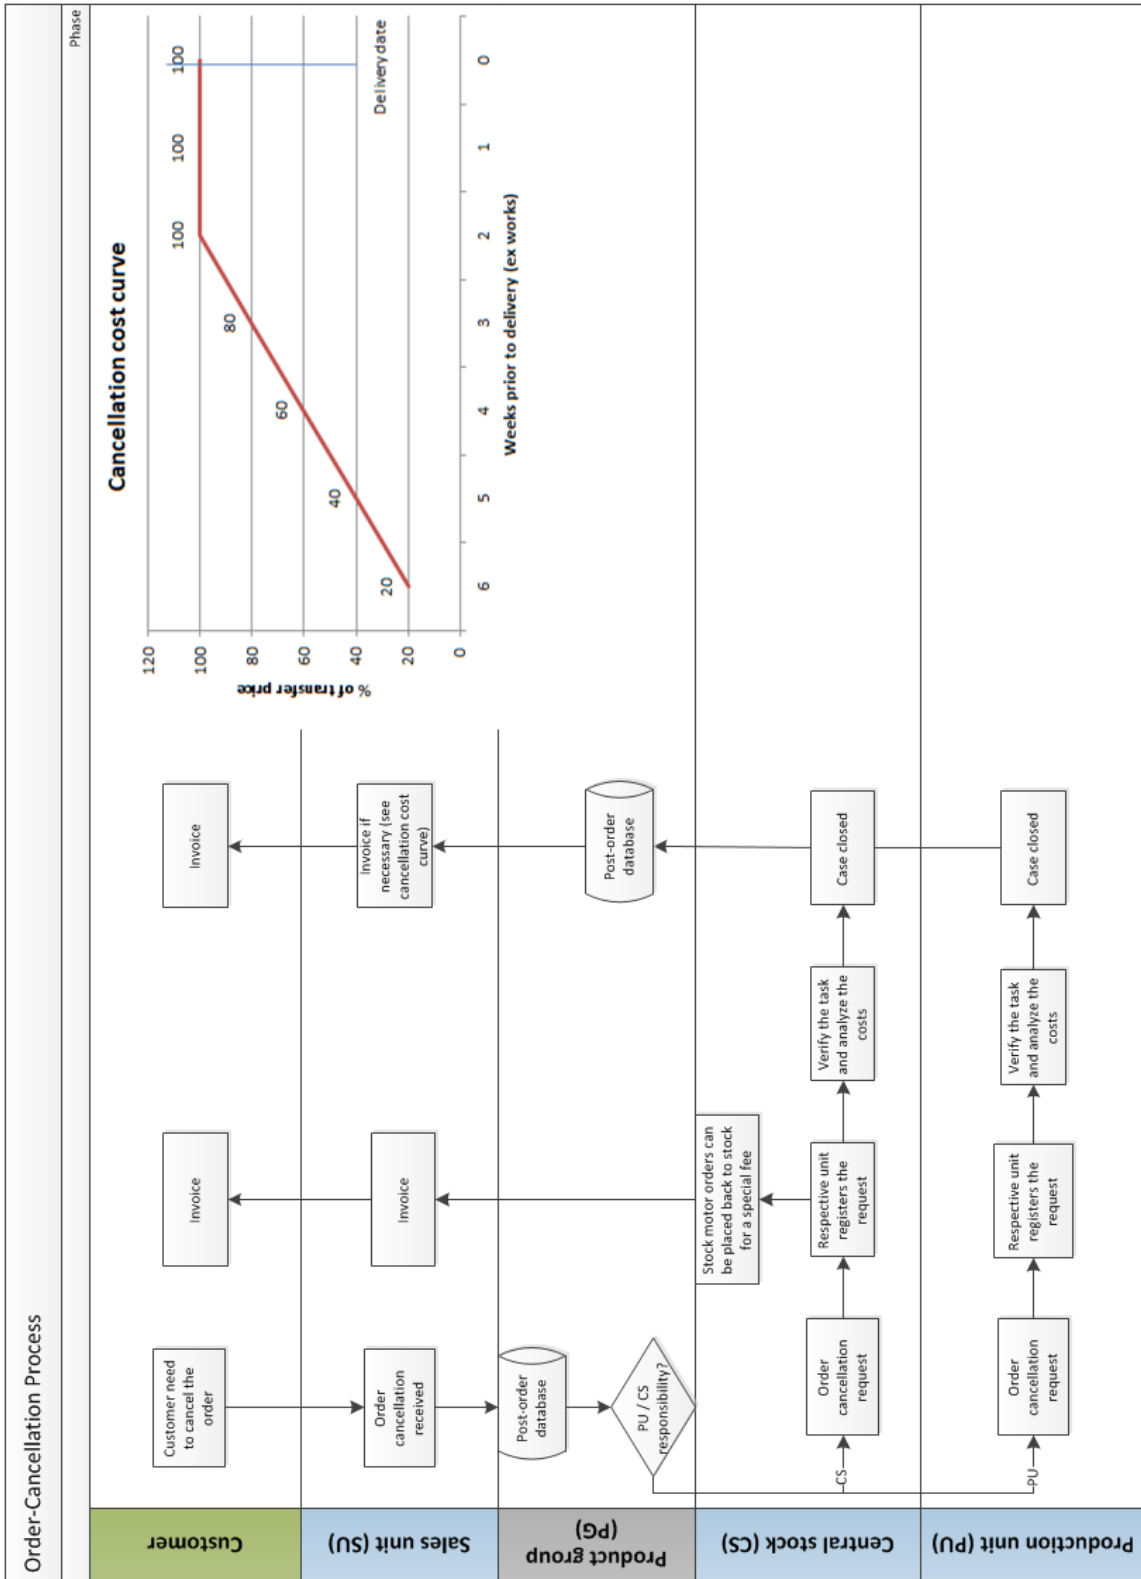 Order-Cancellation Process
Phase
Customer
Customer need
to cancel the
order
Invoice
Invoice
Sales unit (SU)
Order
cancellation
received
Invoice
Invoice if
necessary (see
cancellation cost
curve)
Product group
(PG)
Post-order
database
PU / CS
responsibility?
Post-order
database
Central stock (CS)
CS
Order
cancellation
request
Stock motor orders can
be placed back to stock
for a special fee
Respective unit
registers the
request
Verify the task
and analyze the
costs
Case closed
Production unit (PU)
PU
Order
cancellation
request
Respective unit
registers the
request
Verify the task
and analyze the
costs
Case closed
Cancellation cost curve
% of transfer price
120
100
80
60
40
20
0
20
40
60
80
100
100
100
Delivery date
6
5
4
3
2
1
0
Weeks prior to delivery (ex works)